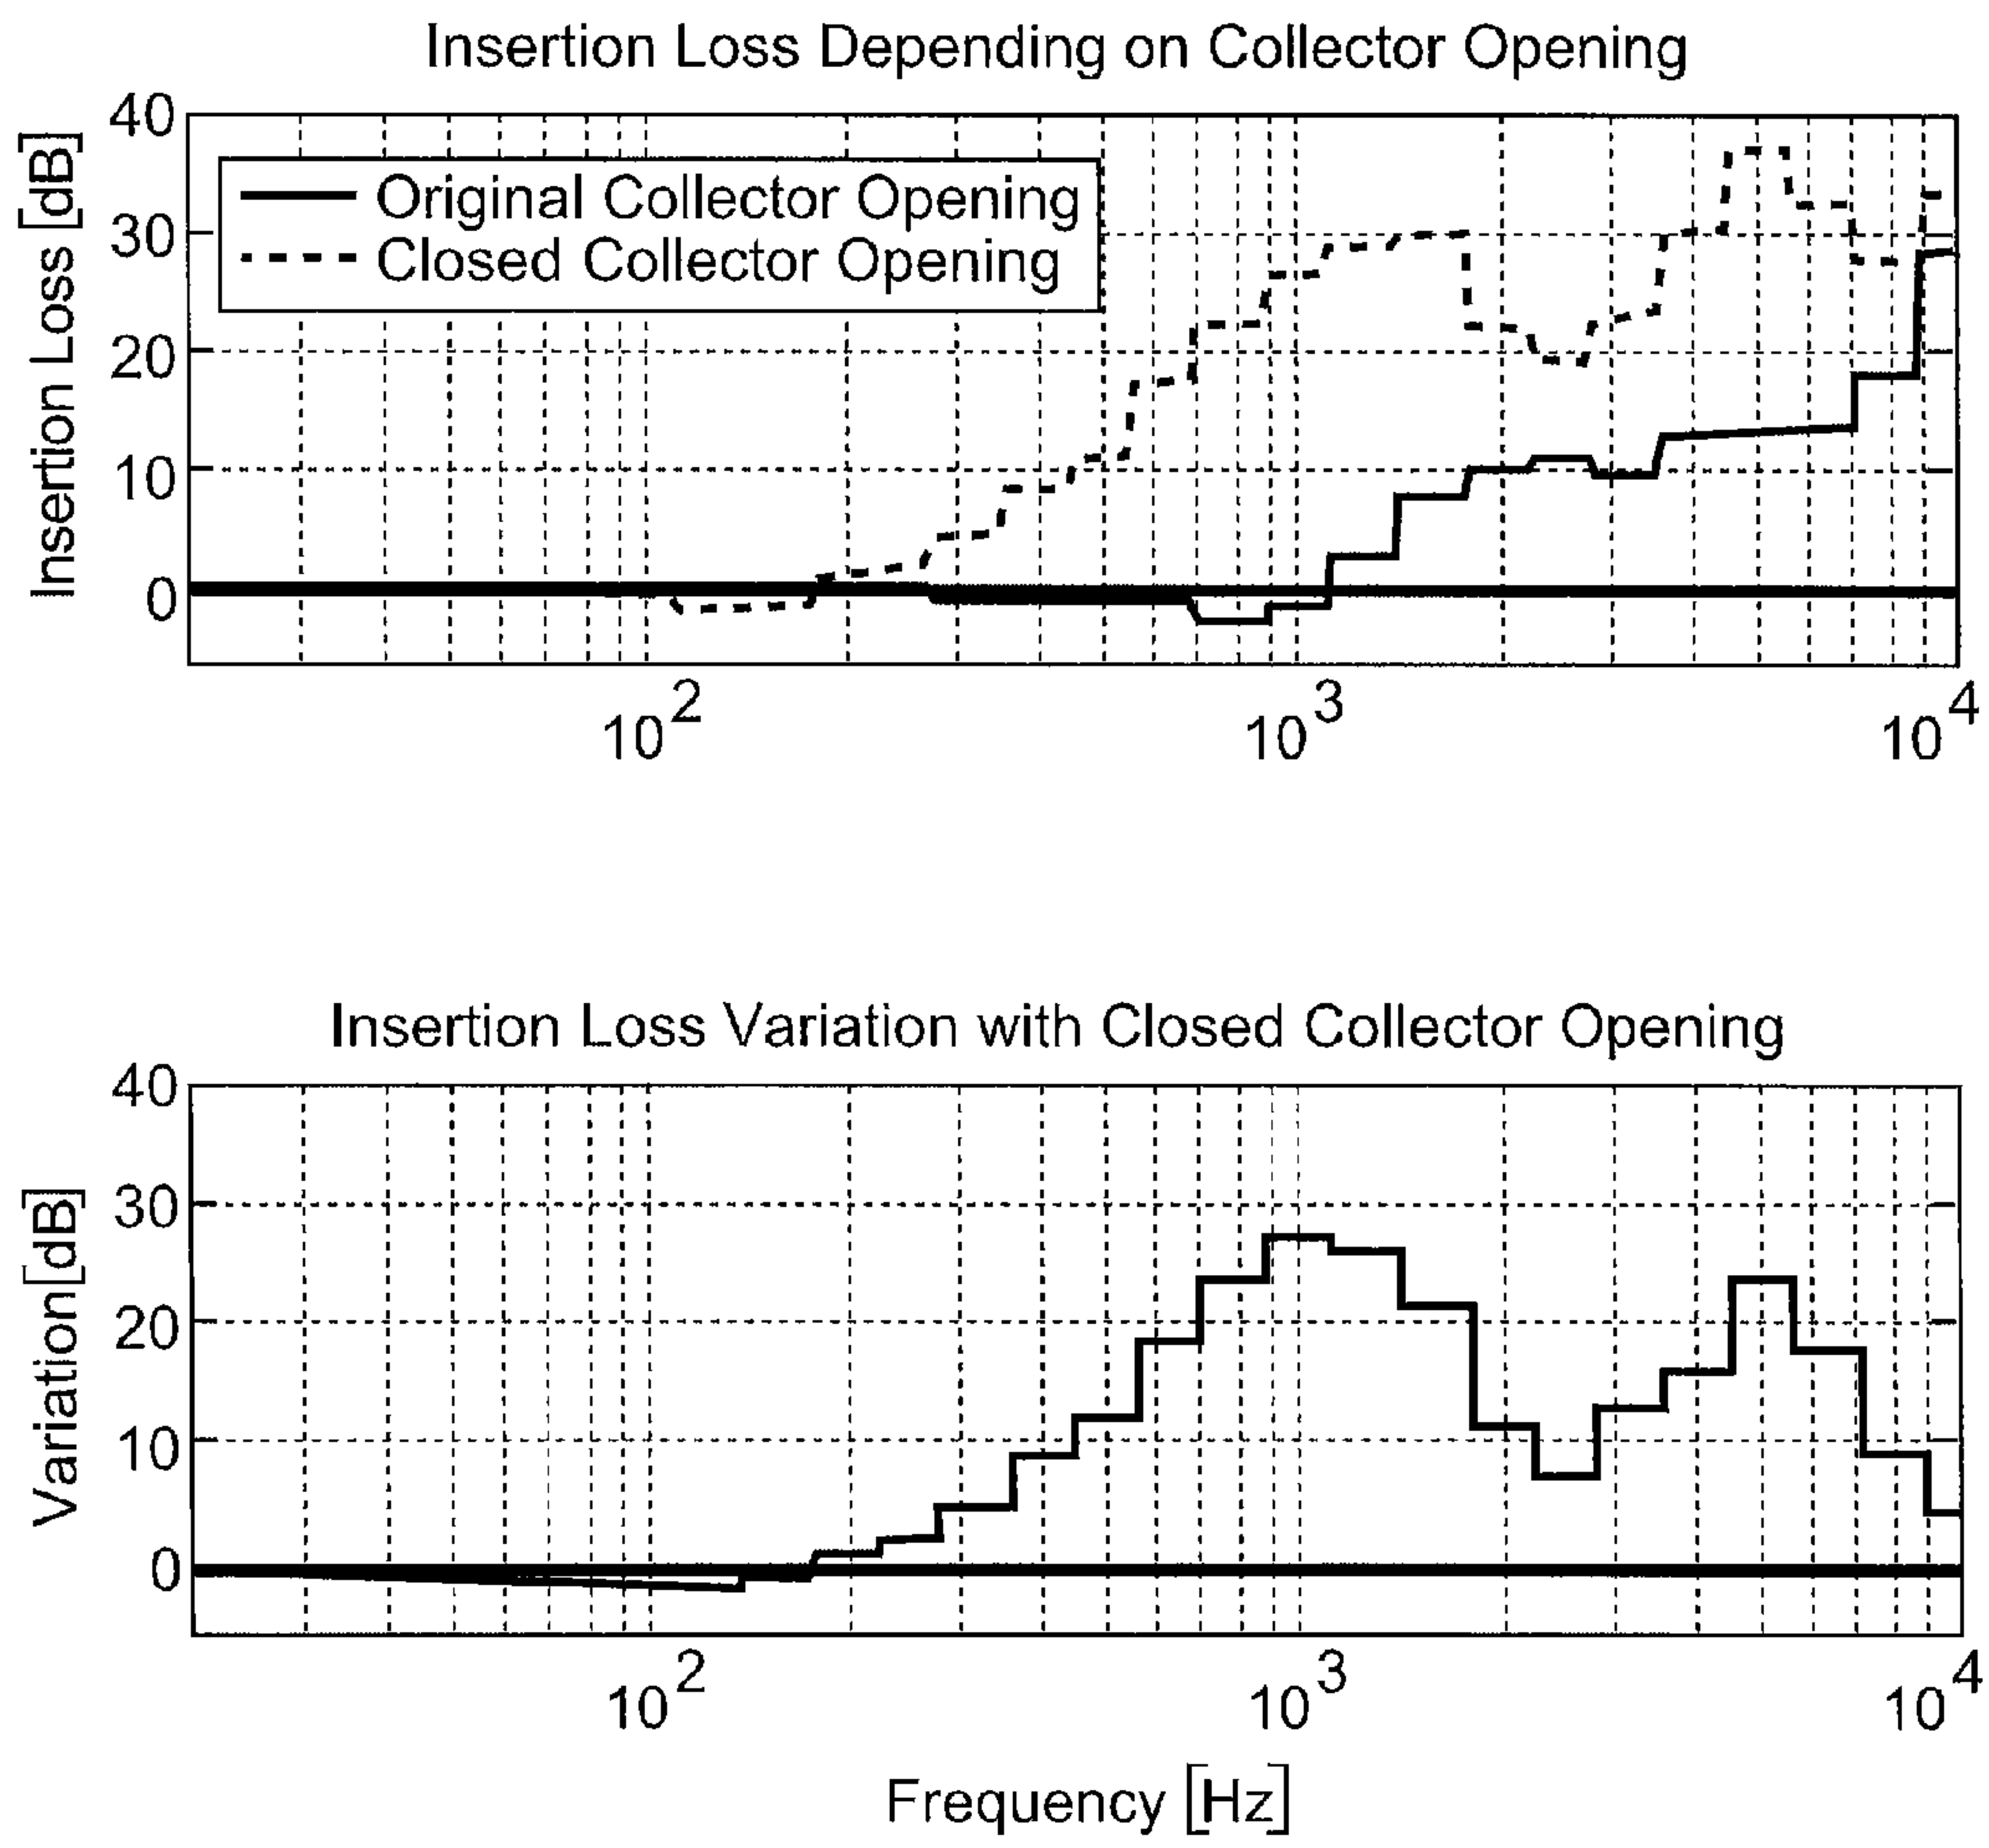 Insertion Loss Depending on Collector Opening
Insertion Loss [dB]
40
30
20
10
0
Original Collector Opening
Closed Collector Opening
10^2
10^3
10^4
Insertion Loss Variation with Closed Collector Opening
Variation[dB]
40
30
20
10
0
10^2
10^3
10^4
Frequency [Hz]